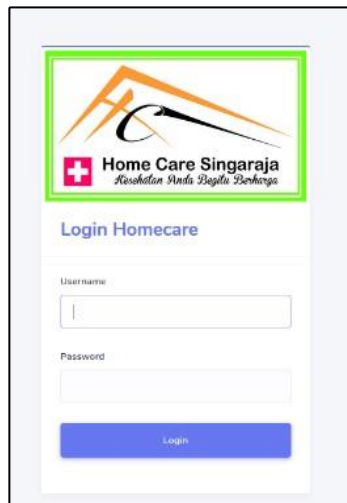 Home Care Singaraja
Kesehatan Anda Begitu Berharga
Login Homecare
Username
Password
Login